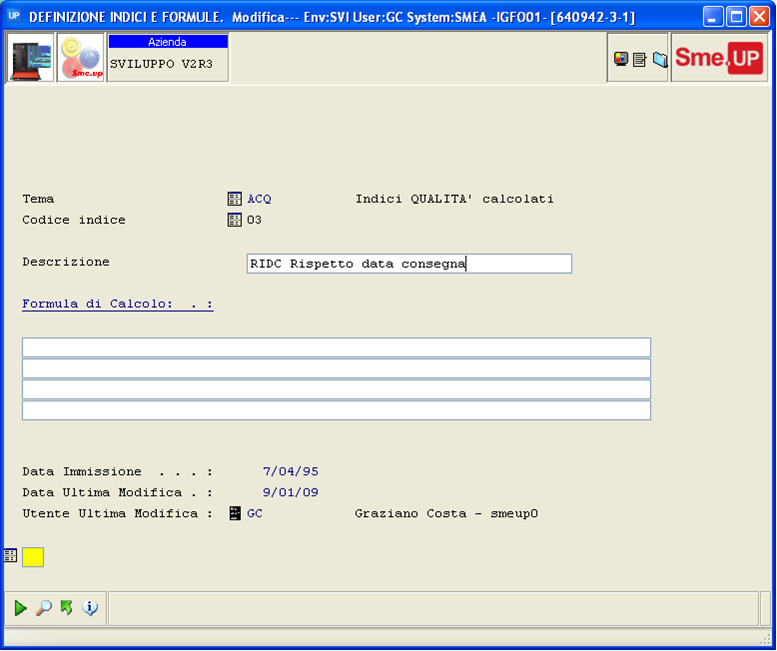 UP DEFINIZIONE INDICI E FORMULE. Modifica--- Env:SVI User:GC System:SMEA -IGFO01- [640942-3-1]
Sme.up
Azienda
SVILUPPO V2R3
Sme.UP
Tema ACQ Indici QUALITA' calcolati
Codice indice 03
Descrizione RIDC Rispetto data consegna
Formula di Calcolo: . :
Data Immissione . . . : 7/04/95
Data Ultima Modifica . : 9/01/09
Utente Ultima Modifica : GC Graziano Costa - smeup0